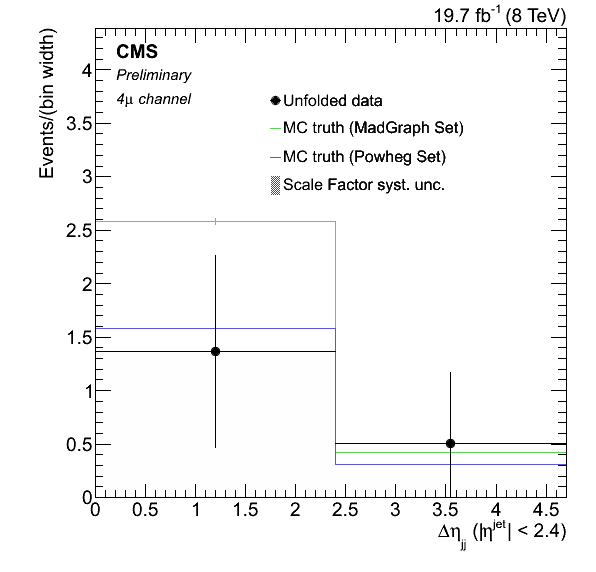 19.7 fb⁻¹ (8 TeV)
CMS
Preliminary
4μ channel
Unfolded data
MC truth (MadGraph Set)
MC truth (Powheg Set)
Scale Factor syst. unc.
Events/(bin width)
4
3.5
3
2.5
2
1.5
1
0.5
0
0 0.5 1 1.5 2 2.5 3 3.5 4 4.5
Δη_jj (|η^jet| < 2.4)